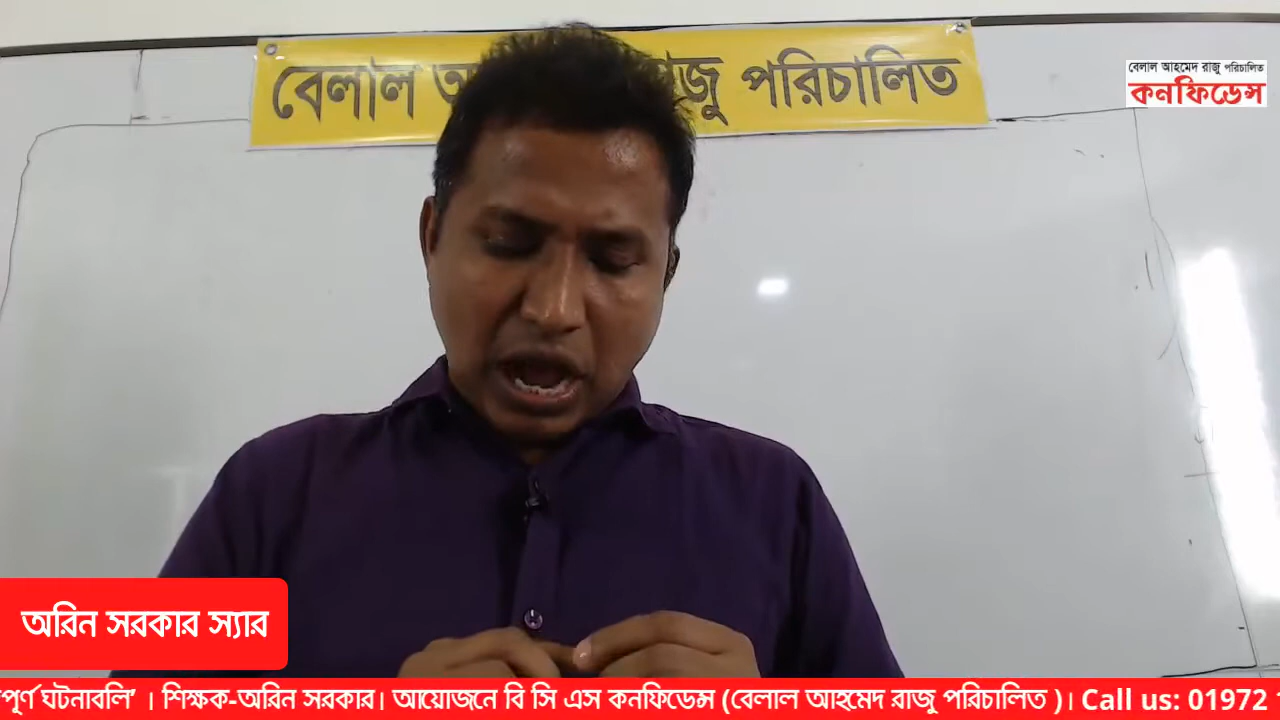 বেলাল আ রাজু পরিচালিত
বেলাল আহমেদ রাজু পরিচালিত
কনফিডেন্স
অরিন সরকার স্যার
পূর্ণ ঘটনাবলি’ । শিক্ষক-অরিন সরকার। আয়োজনে বি সি এস কনফিডেন্স (বেলাল আহমেদ রাজু পরিচালিত )। Call us: 01972